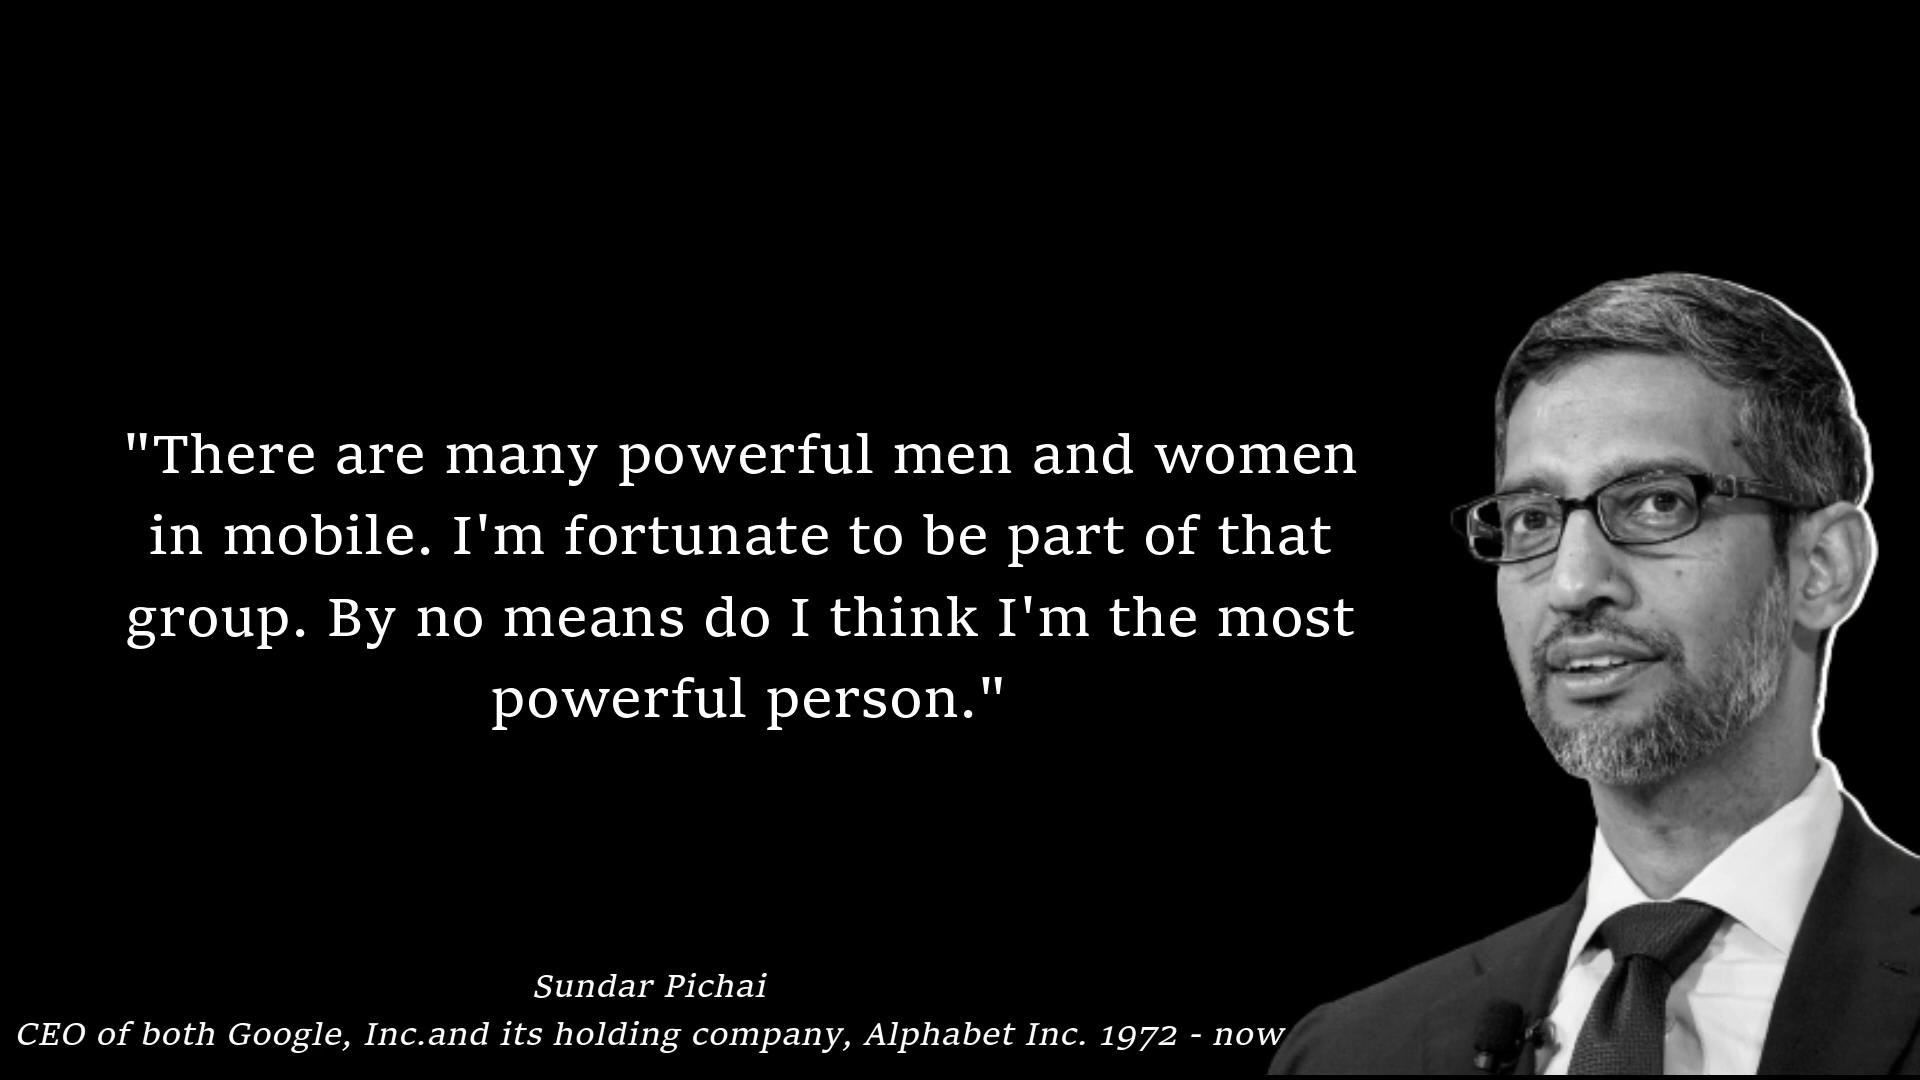 "There are many powerful men and women
in mobile. I'm fortunate to be part of that
group. By no means do I think I'm the most
powerful person."
Sundar Pichai
CEO of both Google, Inc.and its holding company, Alphabet Inc. 1972 - now